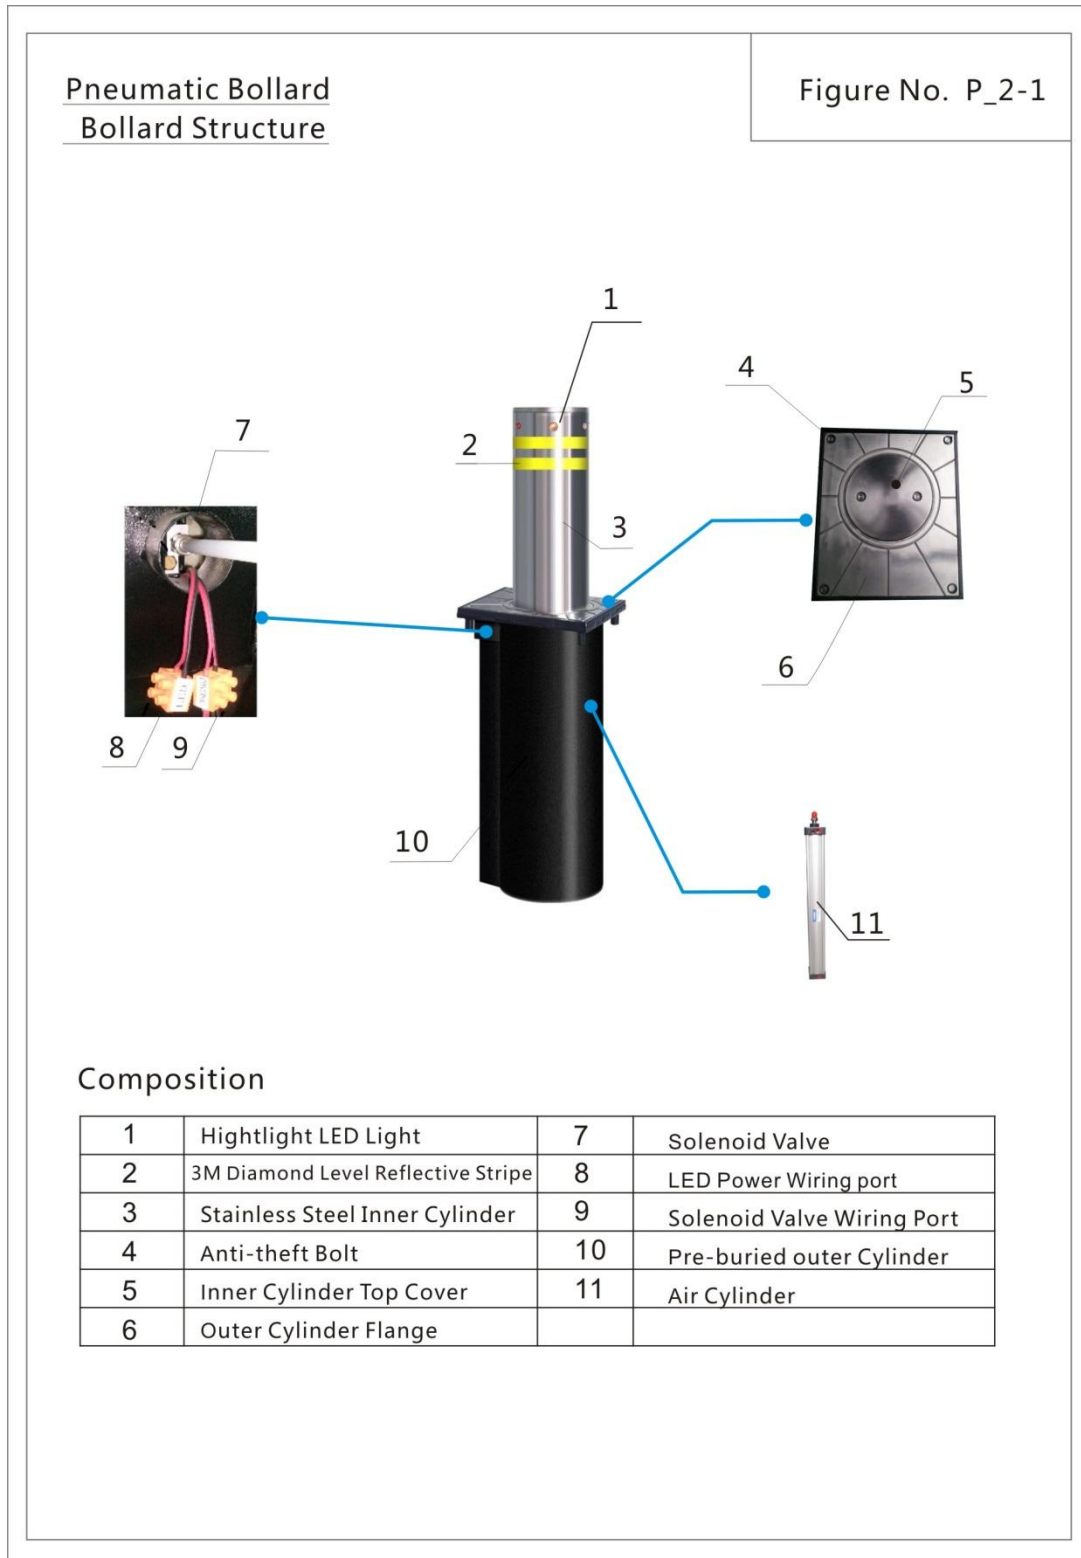 Pneumatic Bollard
Bollard Structure
Figure No. P_2-1
1
2
3
4
5
6
7
8
9
10
11
Composition
1 Hightlight LED Light 7 Solenoid Valve
2 3M Diamond Level Reflective Stripe 8 LED Power Wiring port
3 Stainless Steel Inner Cylinder 9 Solenoid Valve Wiring Port
4 Anti-theft Bolt 10 Pre-buried outer Cylinder
5 Inner Cylinder Top Cover 11 Air Cylinder
6 Outer Cylinder Flange